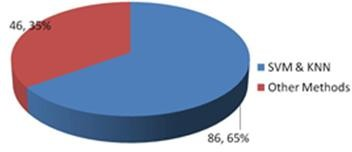 46, 35%
SVM & KNN
Other Methods
86, 65%